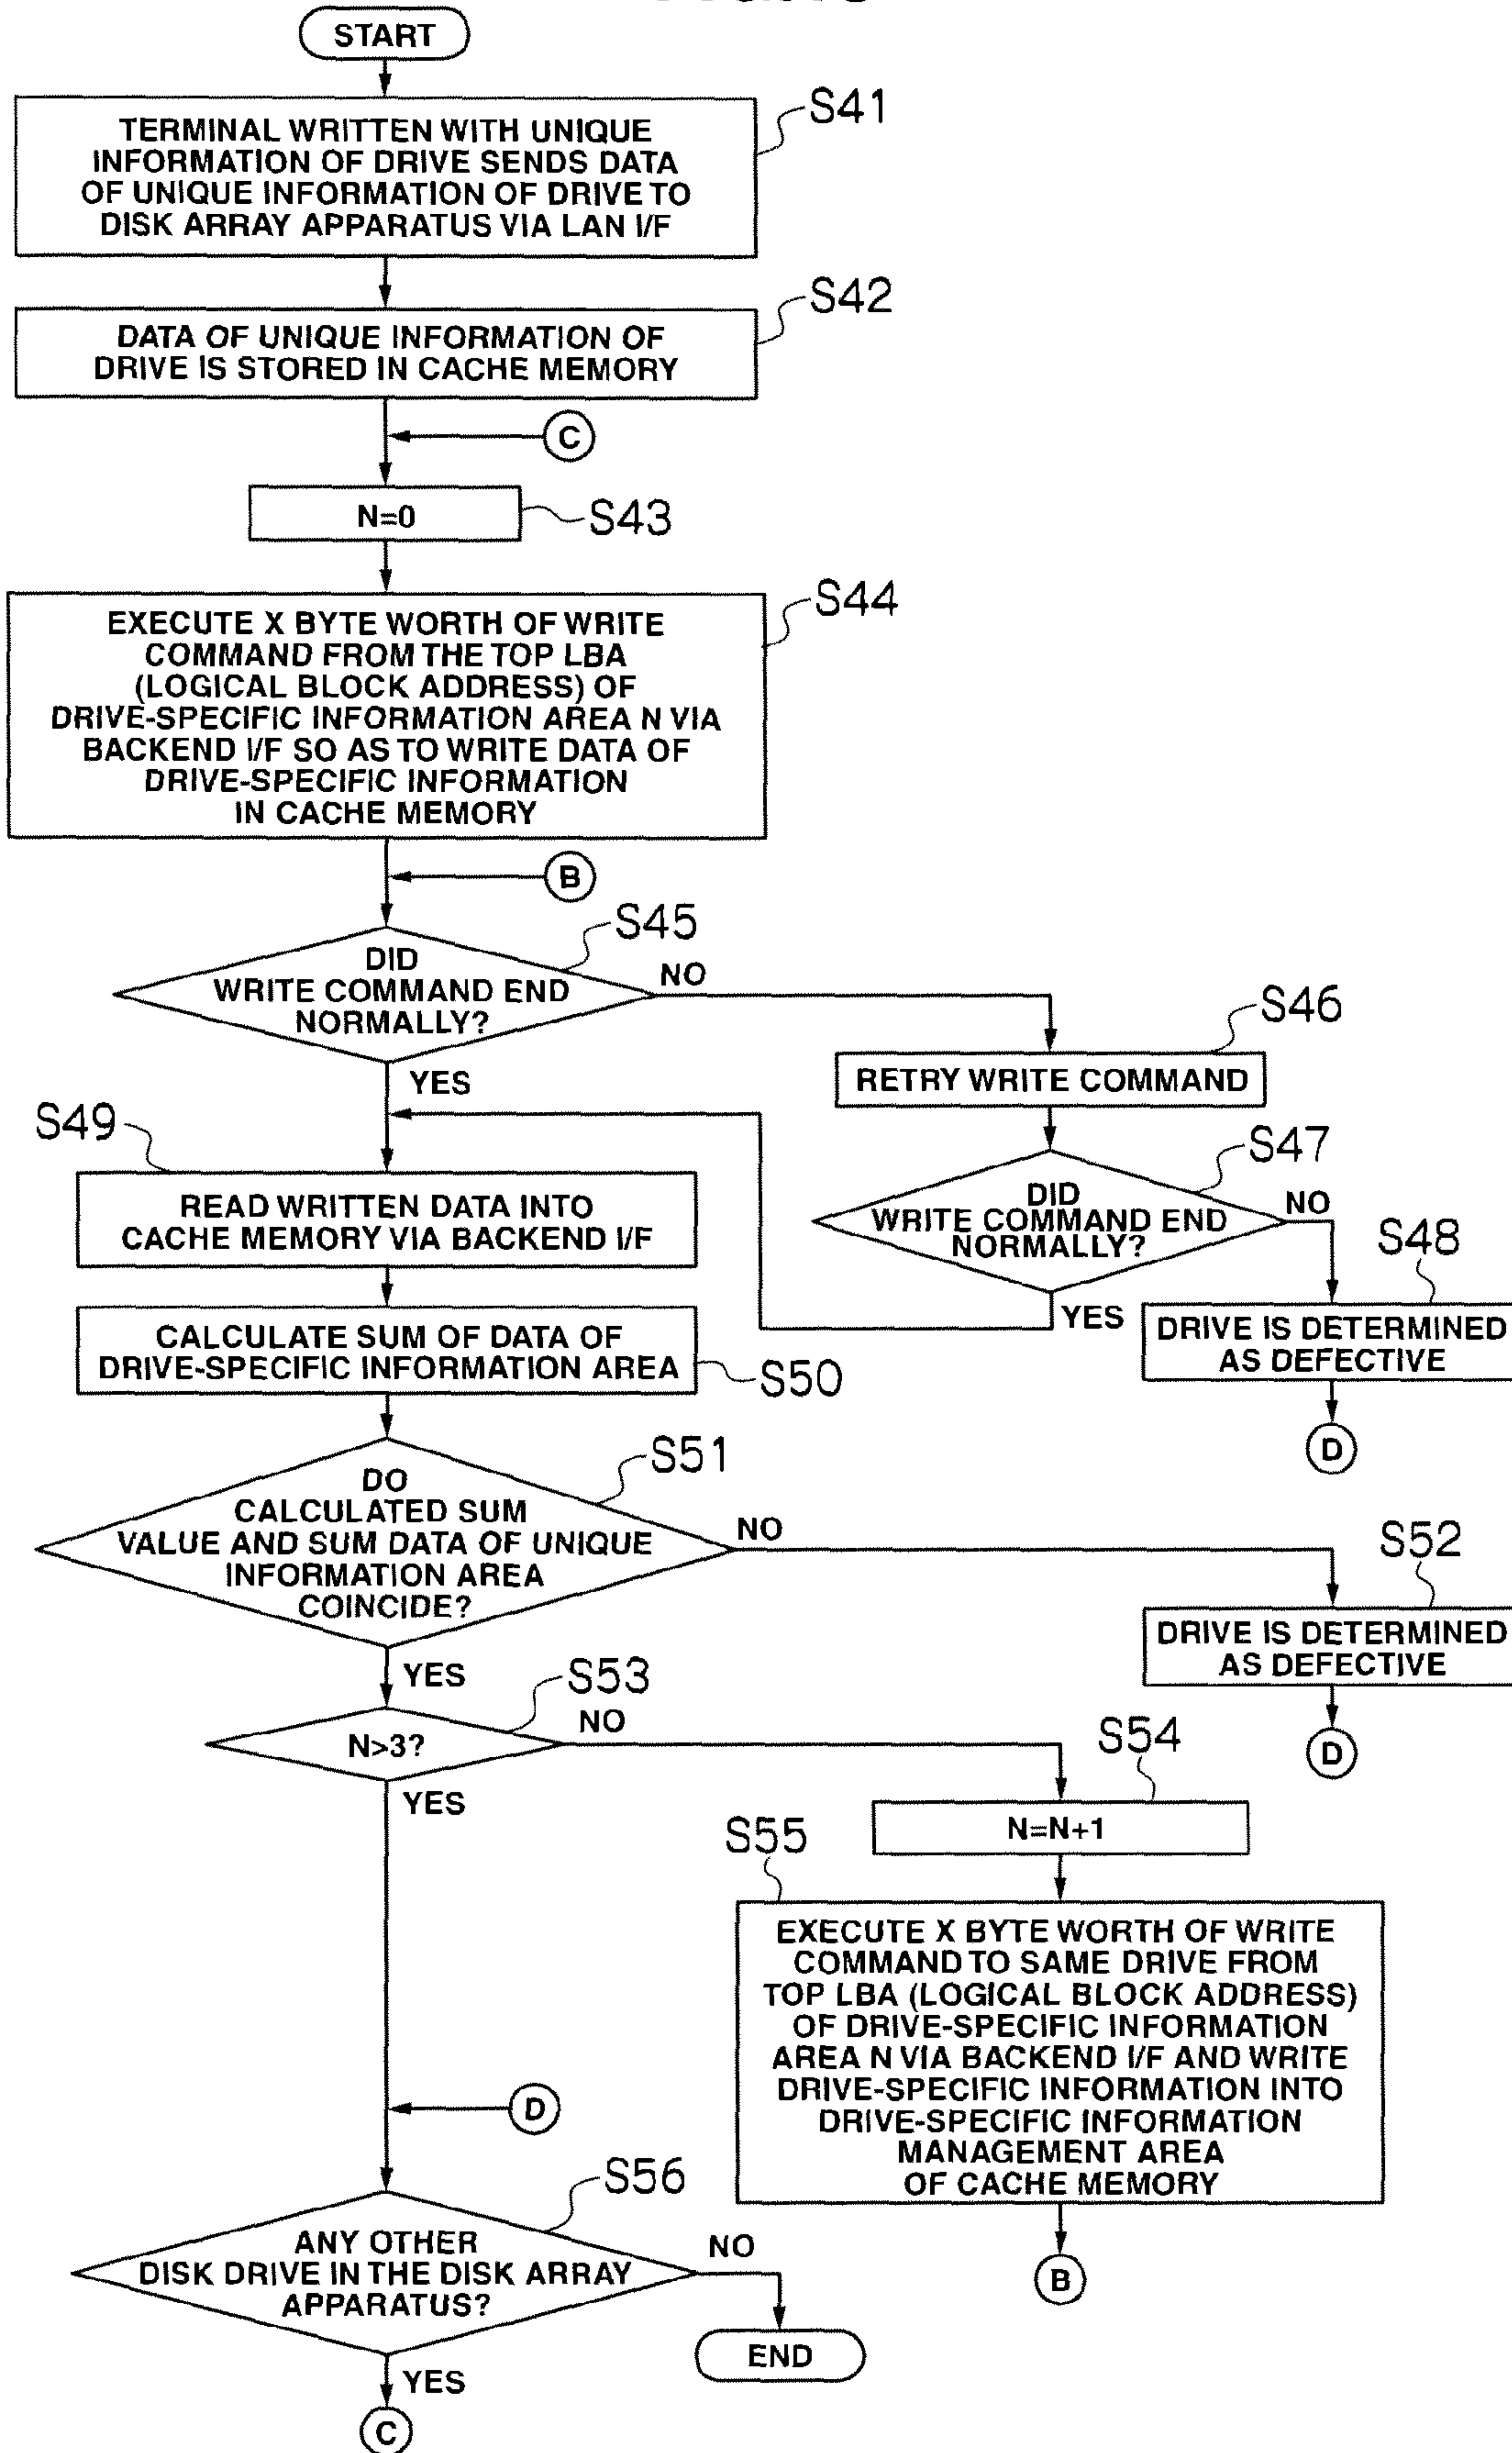 START
S41
TERMINAL WRITTEN WITH UNIQUE
INFORMATION OF DRIVE SENDS DATA
OF UNIQUE INFORMATION OF DRIVE TO
DISK ARRAY APPARATUS VIA LAN I/F
S42
DATA OF UNIQUE INFORMATION OF
DRIVE IS STORED IN CACHE MEMORY
C
N=0
S43
S44
EXECUTE X BYTE WORTH OF WRITE
COMMAND FROM THE TOP LBA
(LOGICAL BLOCK ADDRESS) OF
DRIVE-SPECIFIC INFORMATION AREA N VIA
BACKEND I/F SO AS TO WRITE DATA OF
DRIVE-SPECIFIC INFORMATION
IN CACHE MEMORY
B
S45
DID
WRITE COMMAND END
NORMALLY?
NO
YES
S46
RETRY WRITE COMMAND
S47
DID
WRITE COMMAND END
NORMALLY?
NO
YES
S48
DRIVE IS DETERMINED
AS DEFECTIVE
D
S49
READ WRITTEN DATA INTO
CACHE MEMORY VIA BACKEND I/F
CALCULATE SUM OF DATA OF
DRIVE-SPECIFIC INFORMATION AREA
S50
S51
DO
CALCULATED SUM
VALUE AND SUM DATA OF UNIQUE
INFORMATION AREA
COINCIDE?
NO
YES
S52
DRIVE IS DETERMINED
AS DEFECTIVE
D
S53
N>3?
NO
YES
S54
N=N+1
S55
EXECUTE X BYTE WORTH OF WRITE
COMMAND TO SAME DRIVE FROM
TOP LBA (LOGICAL BLOCK ADDRESS)
OF DRIVE-SPECIFIC INFORMATION
AREA N VIA BACKEND I/F AND WRITE
DRIVE-SPECIFIC INFORMATION INTO
DRIVE-SPECIFIC INFORMATION
MANAGEMENT AREA
OF CACHE MEMORY
B
D
S56
ANY OTHER
DISK DRIVE IN THE DISK ARRAY
APPARATUS?
NO
END
YES
C